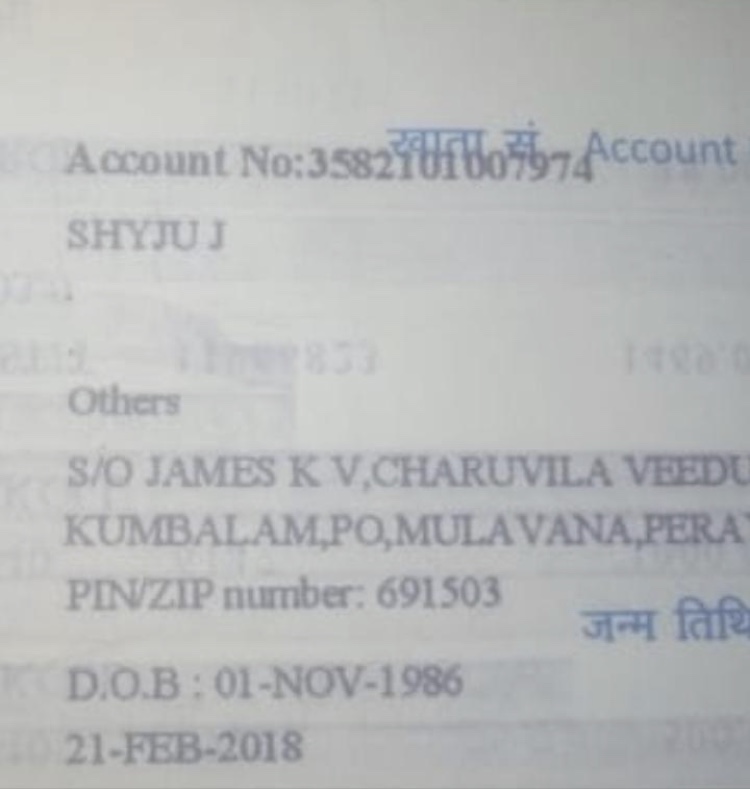 खाता सं. Account
Account No:3582101007974
SHYJU J
.
.
Others
S/O JAMES K V,CHARUVILA VEEDU
KUMBALAM,PO,MULAVANA,PERA
PIN/ZIP number: 691503
जन्म तिथि
D.O.B : 01-NOV-1986
21-FEB-2018